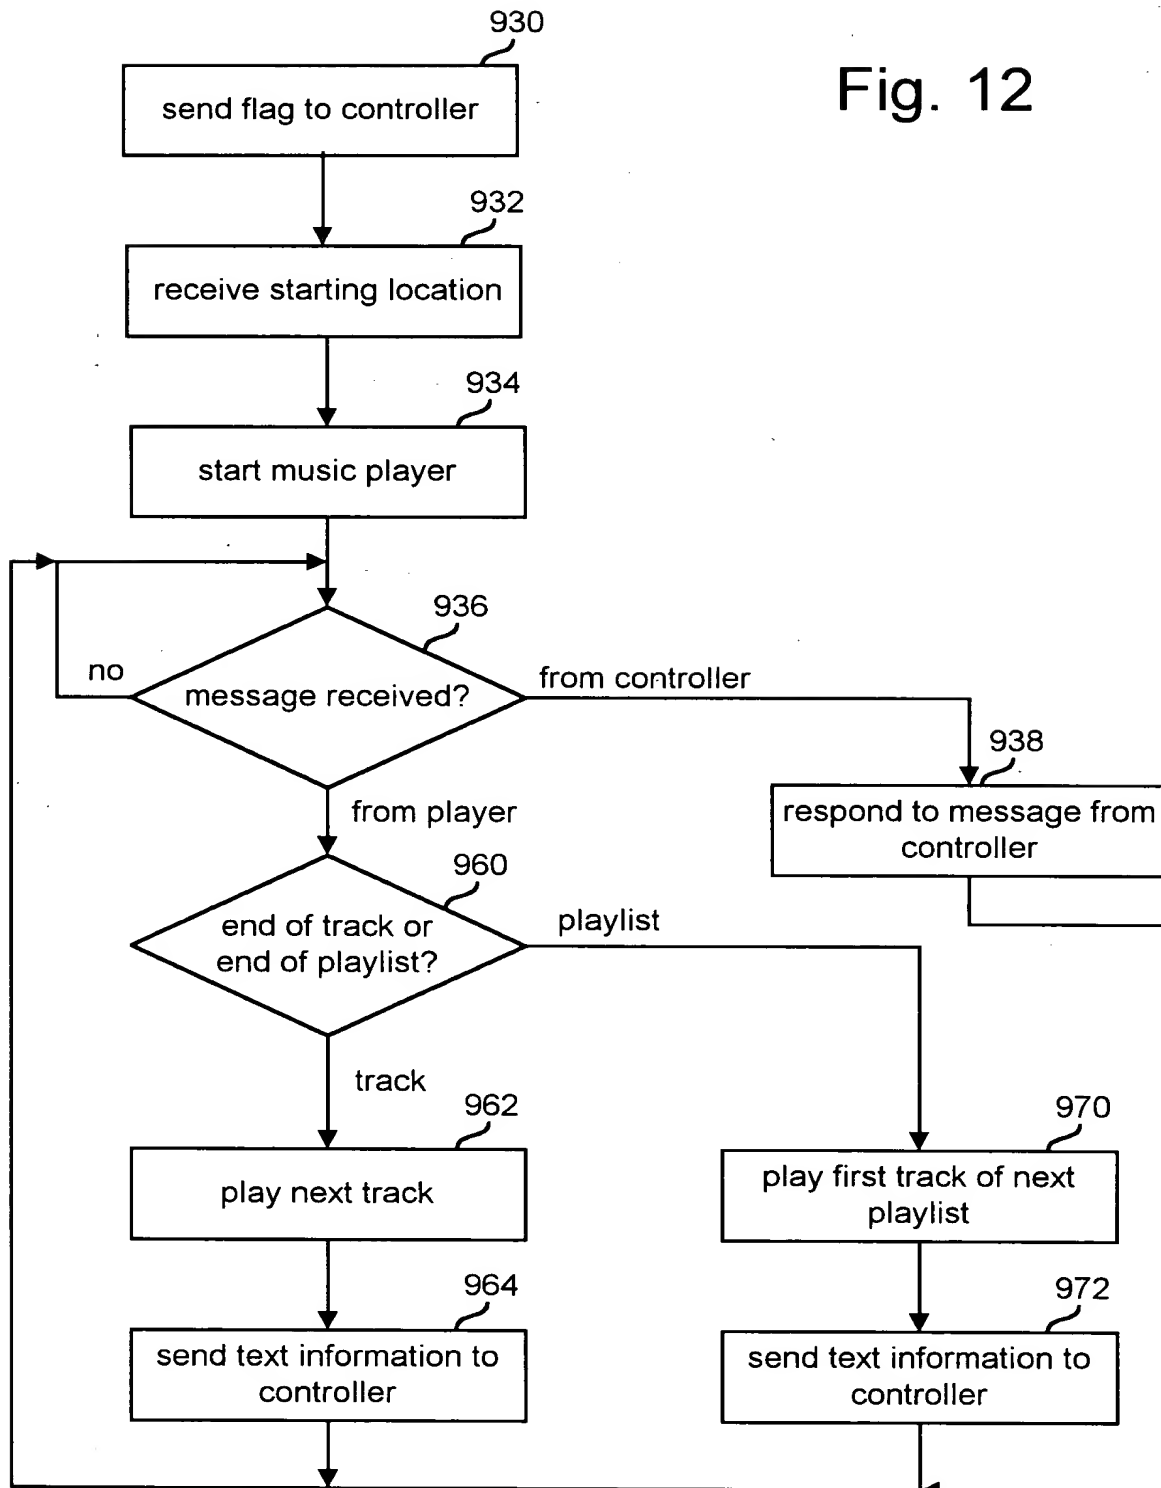 Fig. 12
930
send flag to controller
932
receive starting location
934
start music player
936
message received?
no
from controller
938
respond to message from
controller
from player
960
end of track or
end of playlist?
playlist
track
962
play next track
970
play first track of next
playlist
964
send text information to
controller
972
send text information to
controller